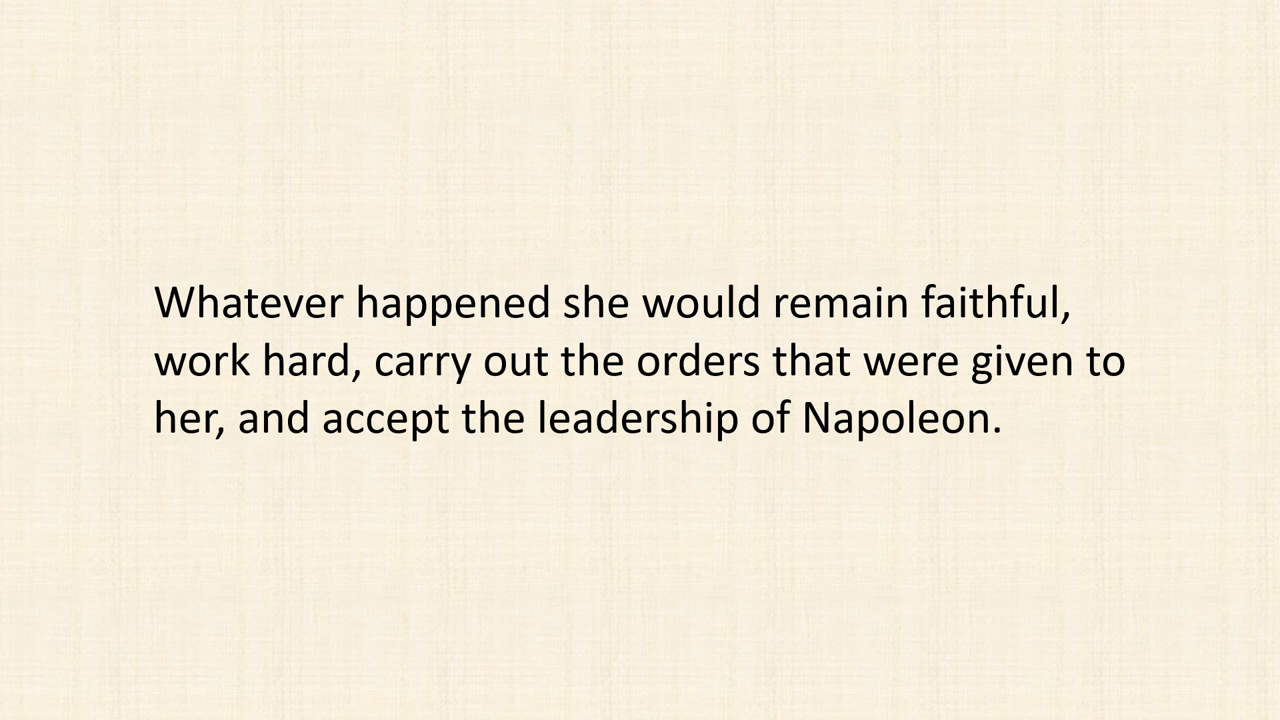 Whatever happened she would remain faithful,
work hard, carry out the orders that were given to
her, and accept the leadership of Napoleon.